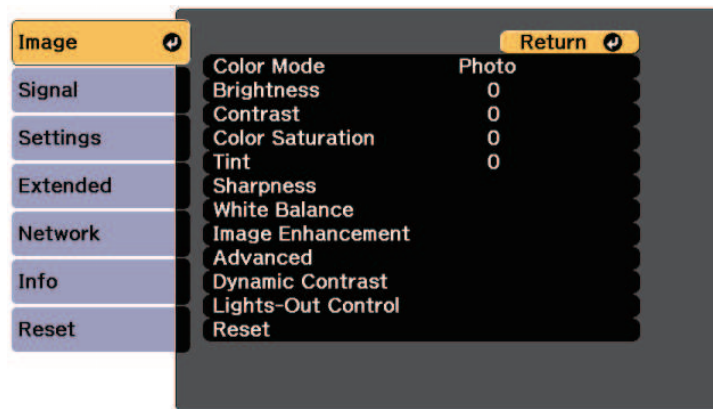 Image
Signal
Settings
Extended
Network
Info
Reset
Return
Color Mode Photo
Brightness 0
Contrast 0
Color Saturation 0
Tint 0
Sharpness
White Balance
Image Enhancement
Advanced
Dynamic Contrast
Lights-Out Control
Reset